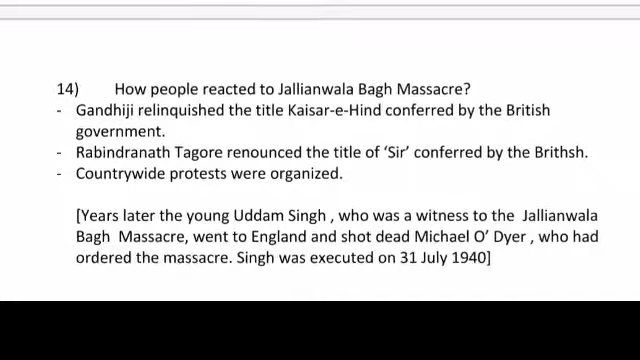 14) How people reacted to Jallianwala Bagh Massacre?
- Gandhiji relinquished the title Kaisar-e-Hind conferred by the British
government.
- Rabindranath Tagore renounced the title of ‘Sir’ conferred by the Brithsh.
- Countrywide protests were organized.
[Years later the young Uddam Singh , who was a witness to the Jallianwala
Bagh Massacre, went to England and shot dead Michael O’ Dyer , who had
ordered the massacre. Singh was executed on 31 July 1940]